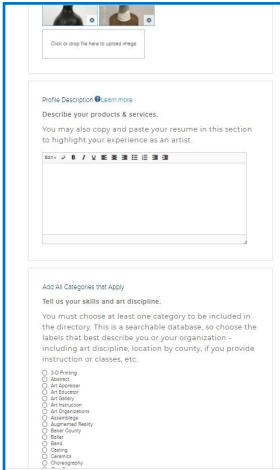 Click or drop file here to upload image
Profile Description ?Learn more
Describe your products & services.
You may also copy and paste your resume in this section
to highlight your experience as an artist.
Edit B I U
Add All Categories that Apply
Tell us your skills and art discipline.
You must choose at least one category to be included in
the directory. This is a searchable database, so choose the
labels that best describe you or your organization -
including art discipline, location by county, if you provide
instruction or classes, etc.
3-D Printing
Abstract
Art Appraiser
Art Educator
Art Gallery
Art Instruction
Art Organizations
Assemblage
Augmented Reality
Baker County
Ballet
Band
Casting
Ceramics
Choreography